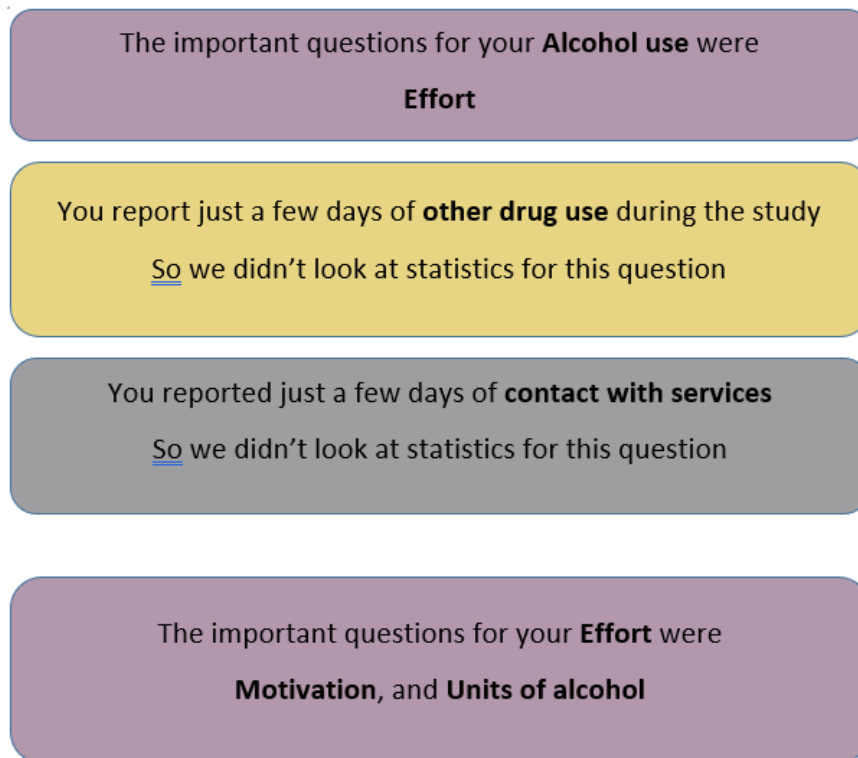 The important questions for your Alcohol use were
Effort
You report just a few days of other drug use during the study
So we didn’t look at statistics for this question
You reported just a few days of contact with services
So we didn’t look at statistics for this question
The important questions for your Effort were
Motivation, and Units of alcohol